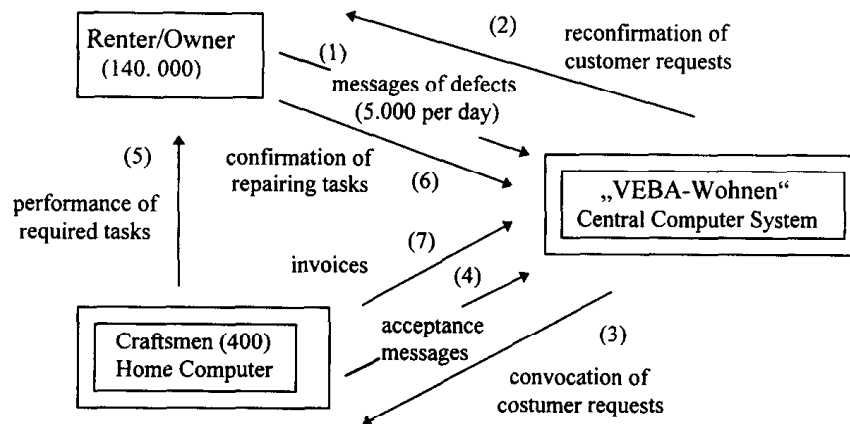 Renter/Owner
(140. 000)
(1)
messages of defects
(5.000 per day)
(2)
reconfirmation of
customer requests
(5)
performance of
required tasks
confirmation of
repairing tasks
(6)
„VEBA-Wohnen“
Central Computer System
invoices
(7)
(4)
acceptance
messages
Craftsmen (400)
Home Computer
(3)
convocation of
costumer requests